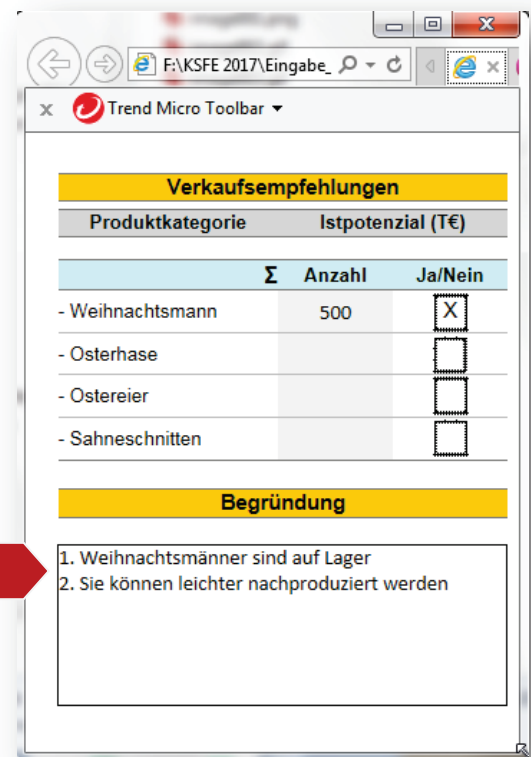 F:\KSFE 2017\Eingabe_
Trend Micro Toolbar
Verkaufsempfehlungen
Produktkategorie Istpotenzial (T€)
Σ Anzahl Ja/Nein
- Weihnachtsmann 500 X
- Osterhase
- Ostereier
- Sahneschnitten
Begründung
1. Weihnachtsmänner sind auf Lager
2. Sie können leichter nachproduziert werden